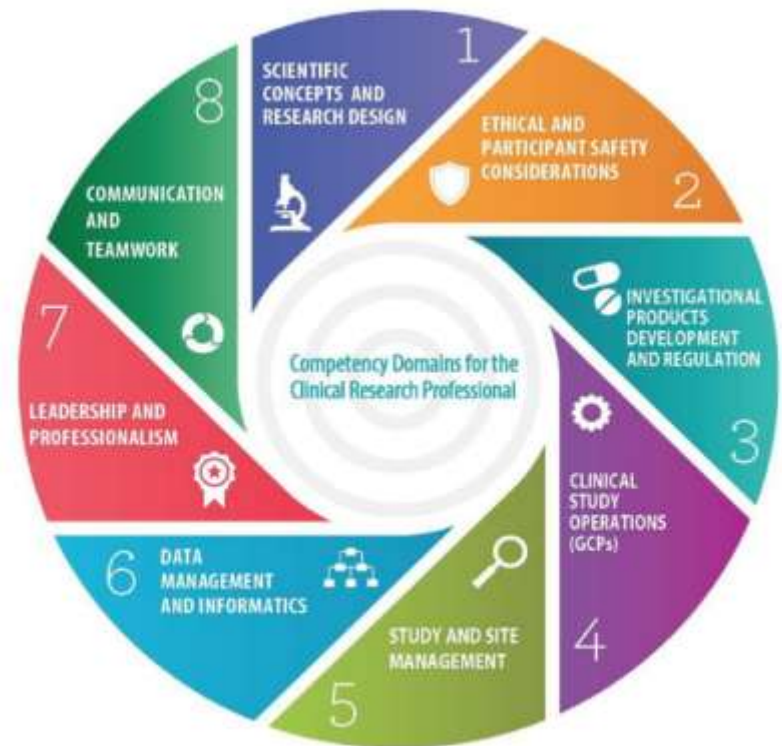 1
SCIENTIFIC
CONCEPTS AND
RESEARCH DESIGN
2
ETHICAL AND
PARTICIPANT SAFETY
CONSIDERATIONS
3
INVESTIGATIONAL
PRODUCTS
DEVELOPMENT
AND REGULATION
4
CLINICAL
STUDY
OPERATIONS
(GCPs)
5
STUDY AND SITE
MANAGEMENT
6
DATA
MANAGEMENT
AND INFORMATICS
7
LEADERSHIP AND
PROFESSIONALISM
8
COMMUNICATION
AND
TEAMWORK
Competency Domains for the
Clinical Research Professional